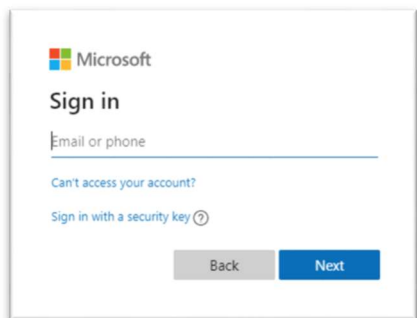 Microsoft
Sign in
Email or phone
Can't access your account?
Sign in with a security key ?
Back Next